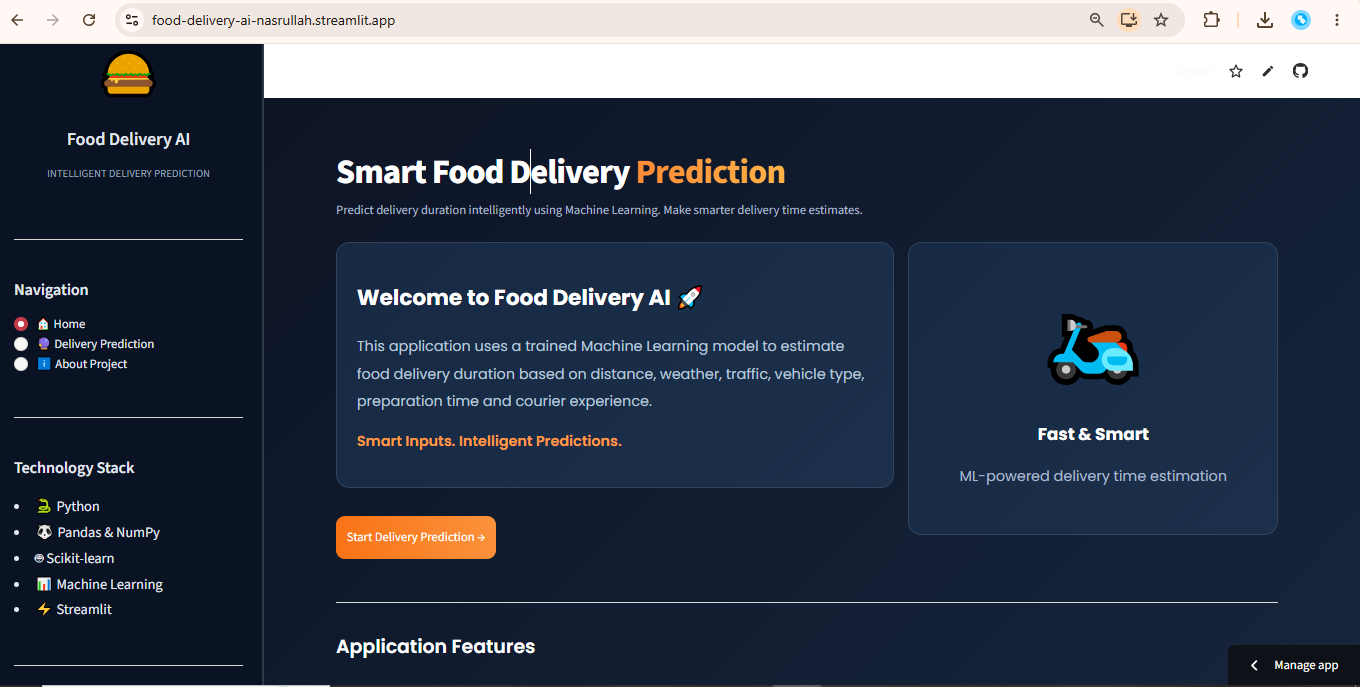 food-delivery-ai-nasrullah.streamlit.app
Food Delivery AI
INTELLIGENT DELIVERY PREDICTION
Navigation
Home
Delivery Prediction
About Project
Technology Stack
Python
Pandas & NumPy
Scikit-learn
Machine Learning
Streamlit
Share
Smart Food Delivery Prediction
Predict delivery duration intelligently using Machine Learning. Make smarter delivery time estimates.
Welcome to Food Delivery AI 🚀
This application uses a trained Machine Learning model to estimate
food delivery duration based on distance, weather, traffic, vehicle type,
preparation time and courier experience.
Smart Inputs. Intelligent Predictions.
Fast & Smart
ML-powered delivery time estimation
Start Delivery Prediction →
Application Features
Manage app